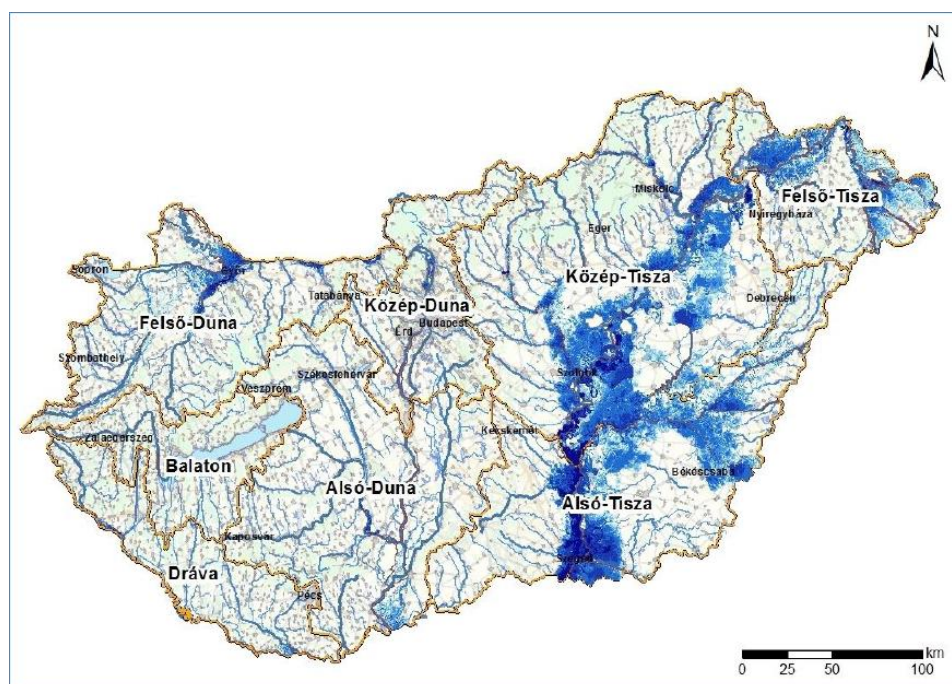 N
Miskolc
Felső-Tisza
Nyíregyháza
Eger
Sopron
Győr
Közép-Tisza
Tatabánya
Közép-Duna
Debrecen
Felső-Duna
Budapest
Érd
Szombathely
Székesfehérvár
Szolnok
Veszprém
Kecskemét
Zalaegerszeg
Balaton
Békéscsaba
Alsó-Duna
Alsó-Tisza
Kaposvár
Szeged
Dráva
Pécs
km
0 25 50 100